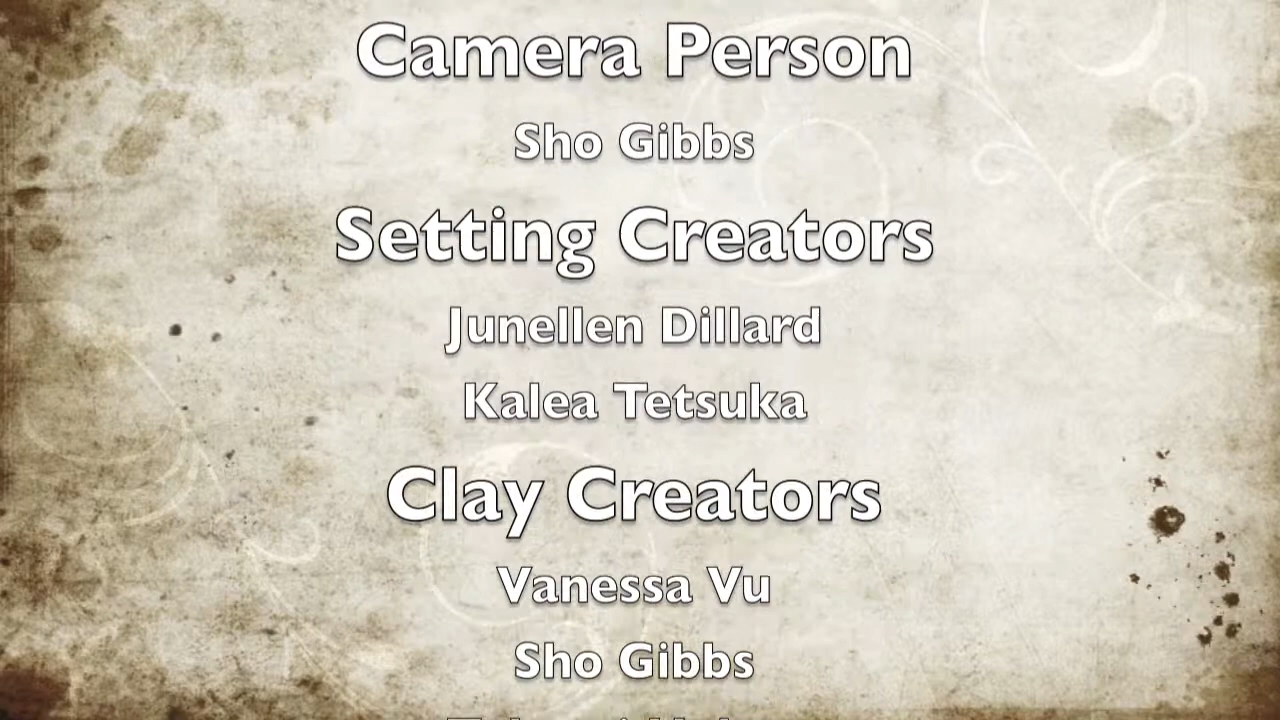 Camera Person
Sho Gibbs
Setting Creators
Junellen Dillard
Kalea Tetsuka
Clay Creators
Vanessa Vu
Sho Gibbs